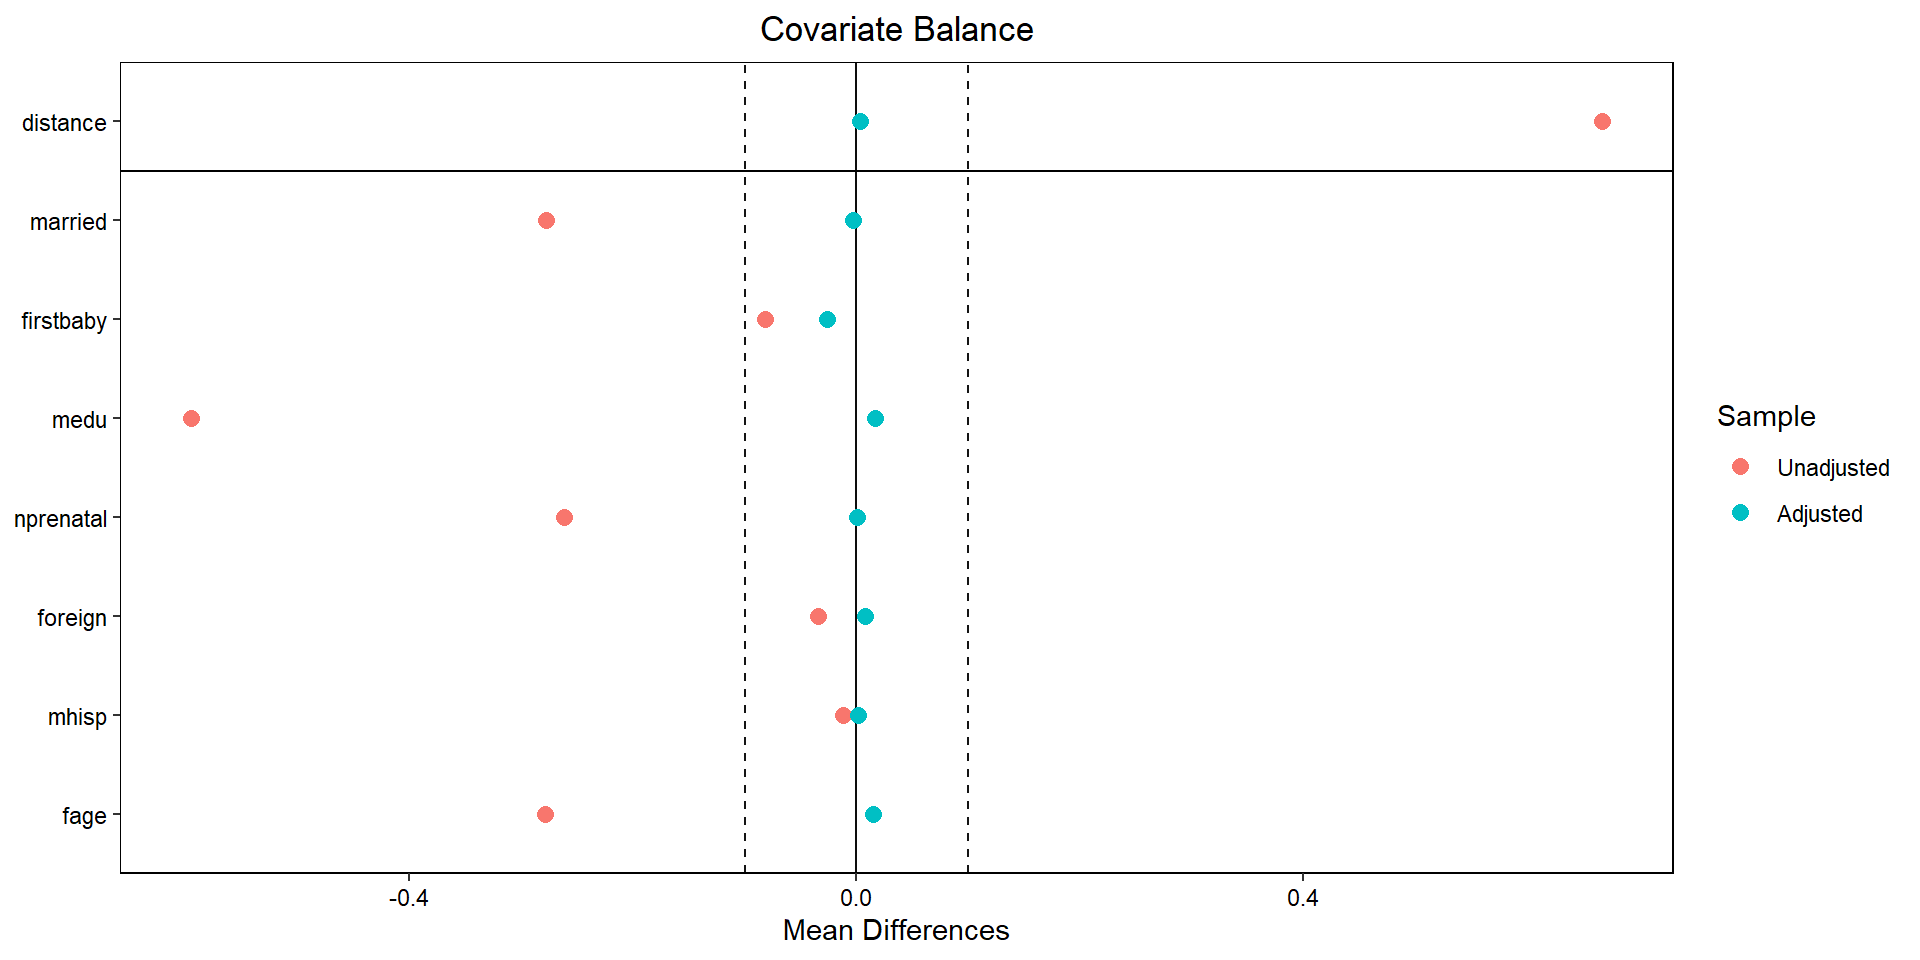 Covariate Balance
distance
married
firstbaby
medu
nprenatal
foreign
mhisp
fage
-0.4
0.0
0.4
Mean Differences
Sample
Unadjusted
Adjusted